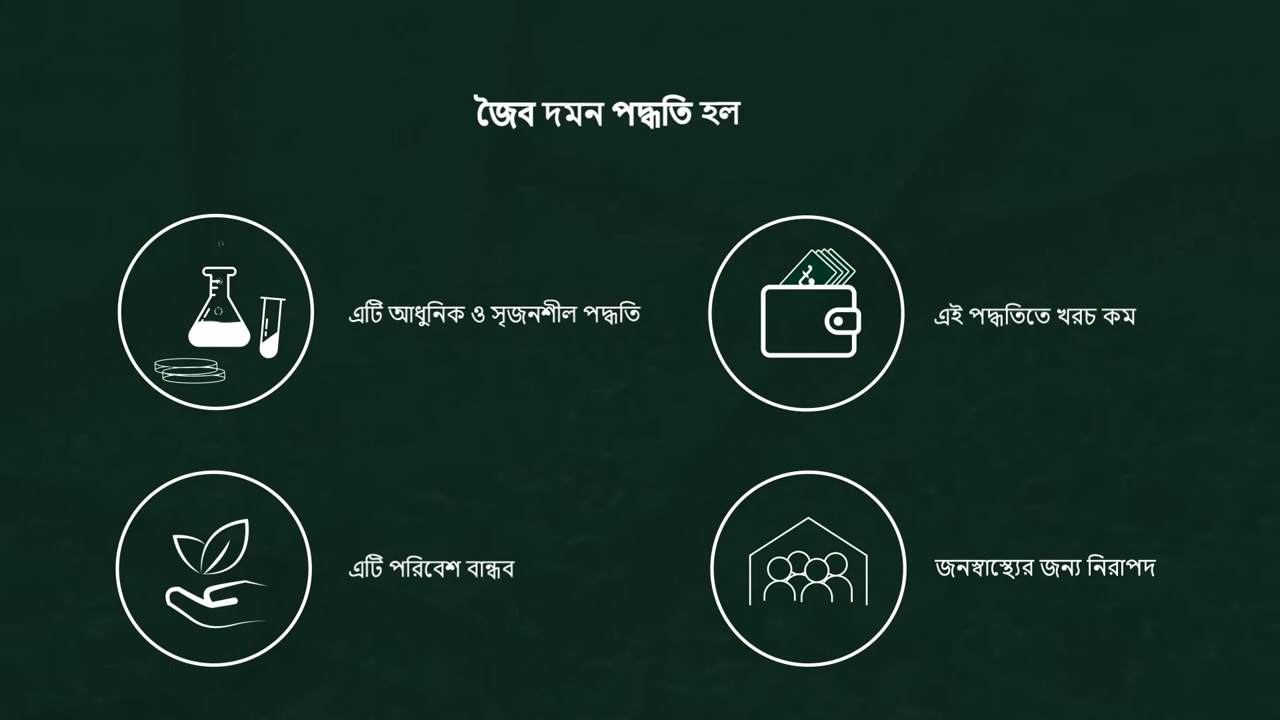 জৈব দমন পদ্ধতি হল
এটি আধুনিক ও সৃজনশীল পদ্ধতি
এই পদ্ধতিতে খরচ কম
এটি পরিবেশ বান্ধব
জনস্বাস্থ্যের জন্য নিরাপদ